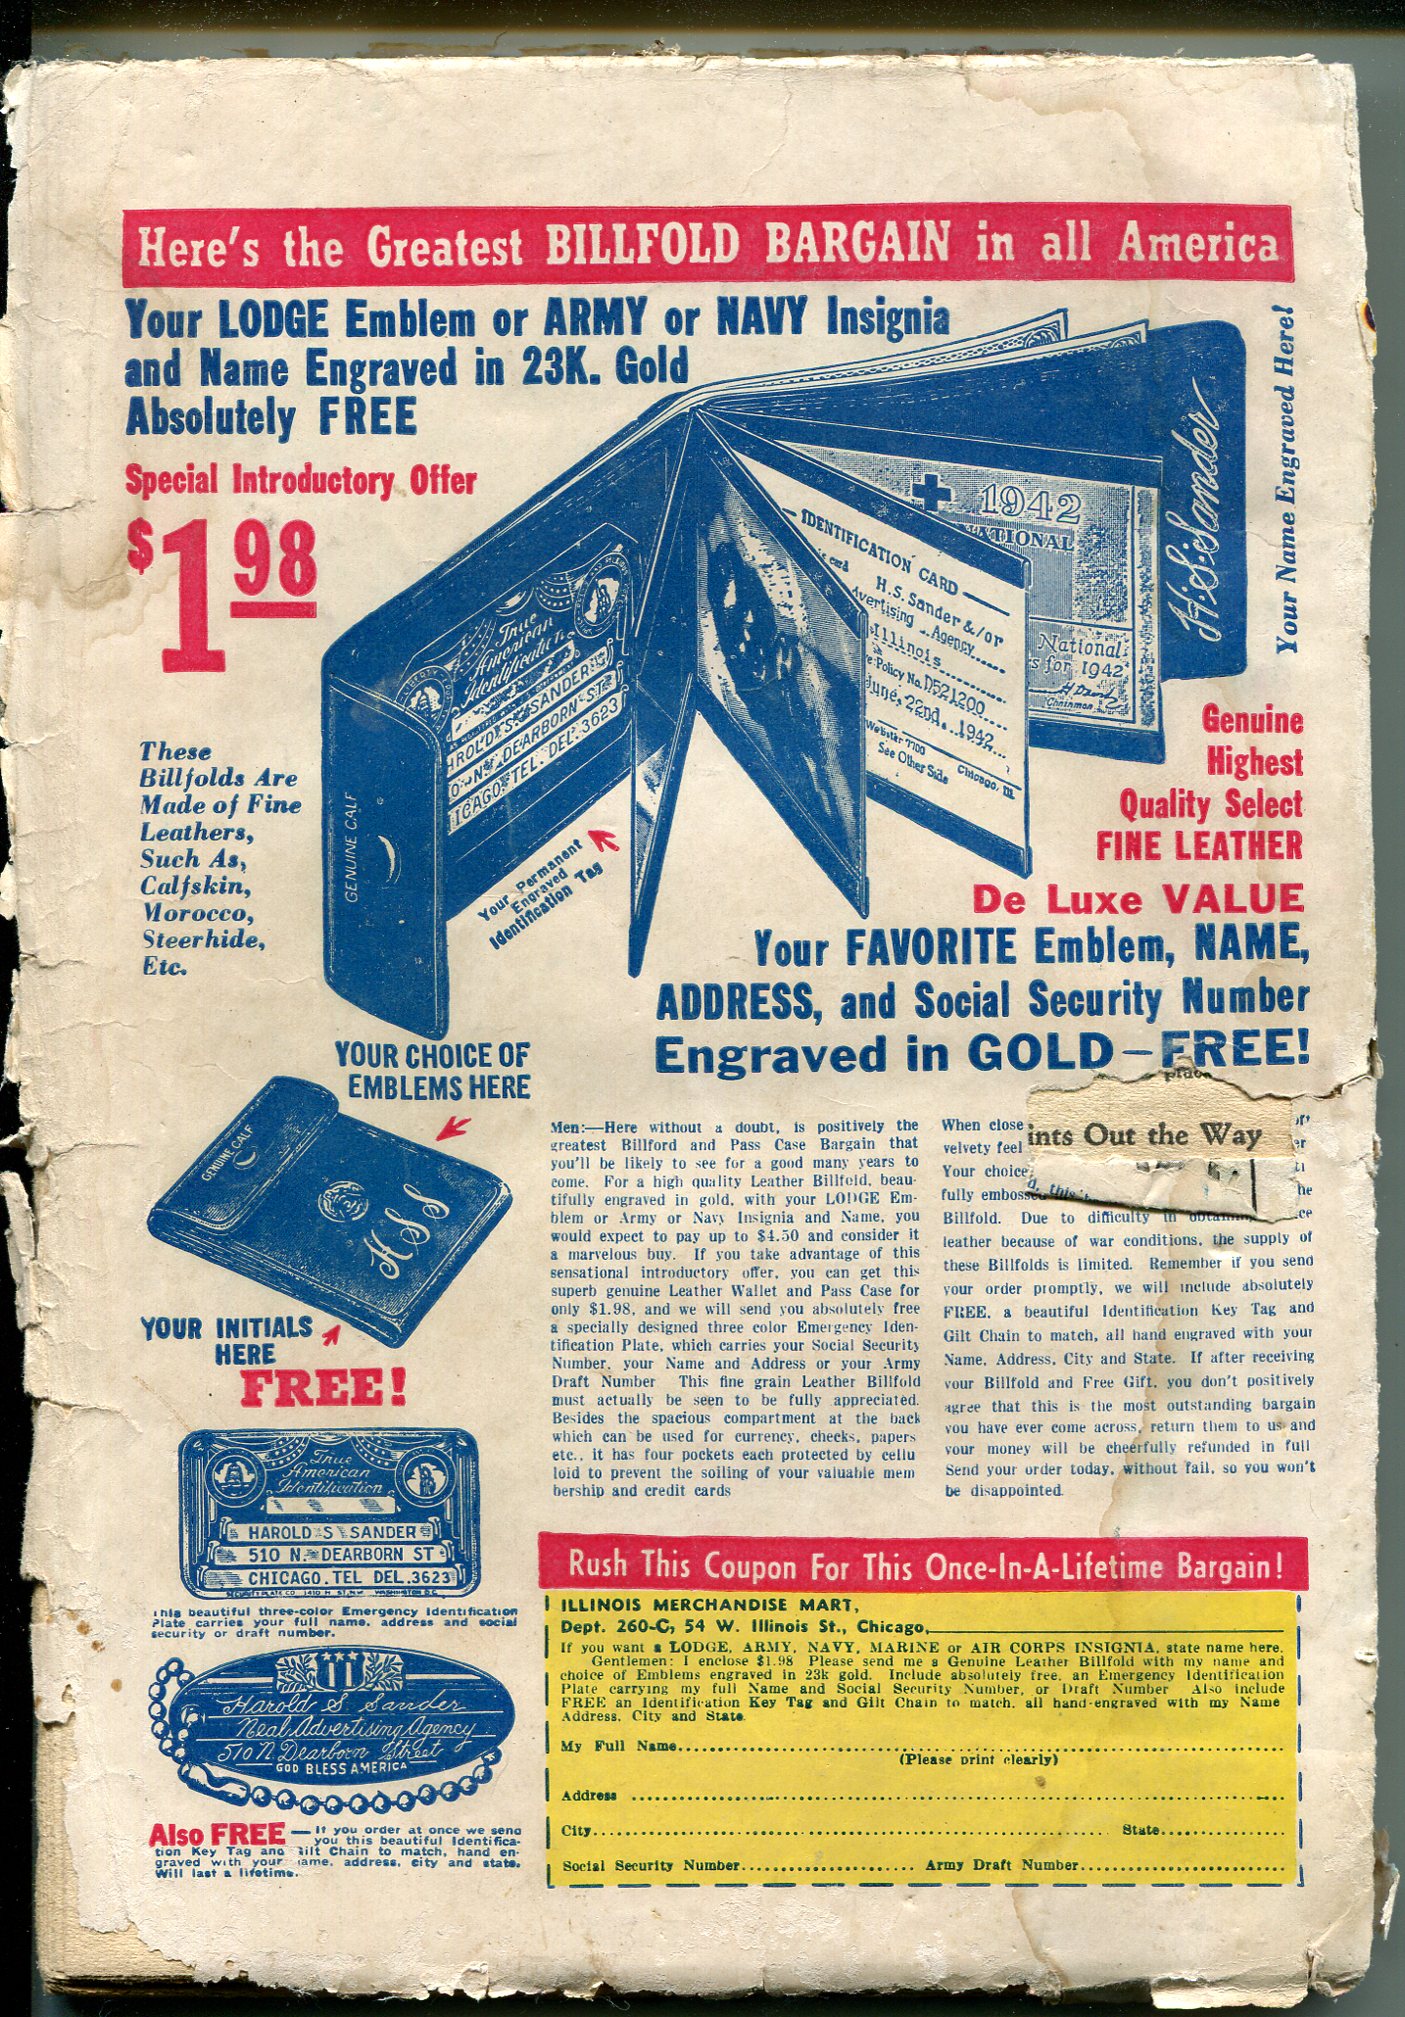 Here's the Greatest BILLFOLD BARGAIN in all America
Your LODGE Emblem or ARMY or NAVY Insignia
and Name Engraved in 23K. Gold
Absolutely FREE
Special Introductory Offer
$1 98
Your Name Engraved Here!
H.S. Sander
1942
National
s for 1942
Chairman
IDENTIFICATION CARD
H. S. Sander &/or
Advertising Agency
Illinois
Policy No. D521200
June, 22nd, 1942
Webster 7700 Chicago, Ill.
See Other Side
True
American
Identification
ROLD S SANDER
N. DEARBORN ST
ICAGO. TEL. DEL. 3623
GENUINE CALF
Your Permanent
Engraved
Identification Tag
These
Billfolds Are
Made of Fine
Leathers,
Such As,
Calfskin,
Morocco,
Steerhide,
Etc.
Genuine
Highest
Quality Select
FINE LEATHER
De Luxe VALUE
Your FAVORITE Emblem, NAME,
ADDRESS, and Social Security Number
Engraved in GOLD—FREE!
YOUR CHOICE OF
EMBLEMS HERE
GENUINE CALF
HSS
YOUR INITIALS
HERE
FREE!
True
American
Identification
HAROLD S SANDER
510 N. DEARBORN ST
CHICAGO. TEL DEL. 3623
SECURITY PLATE CO. 1410 H ST. N.W. WASHINGTON D.C.
This beautiful three-color Emergency Identification
Plate carries your full name, address and social
security or draft number.
Harold S. Sander
Neal Advertising Agency
510 N. Dearborn Street
GOD BLESS AMERICA
Also FREE — If you order at once we send
you this beautiful Identifica-
tion Key Tag and Gilt Chain to match, hand en-
graved with your name, address, city and state.
Will last a lifetime.
Men:—Here without a doubt, is positively the
greatest Billford and Pass Case Bargain that
you'll be likely to see for a good many years to
come. For a high quality Leather Billfold, beau-
tifully engraved in gold, with your LODGE Em-
blem or Army or Navy Insignia and Name, you
would expect to pay up to $4.50 and consider it
a marvelous buy. If you take advantage of this
sensational introductory offer, you can get this
superb genuine Leather Wallet and Pass Case for
only $1.98, and we will send you absolutely free
a specially designed three color Emergency Iden-
tification Plate, which carries your Social Security
Number, your Name and Address or your Army
Draft Number This fine grain Leather Billfold
must actually be seen to be fully appreciated.
Besides the spacious compartment at the back
which can be used for currency, checks, papers
etc., it has four pockets each protected by cellu
loid to prevent the soiling of your valuable mem
bership and credit cards
When close
velvety feel
Your choice
fully embosse
ints Out the Way
Billfold. Due to difficulty in
leather because of war conditions, the supply of
these Billfolds is limited. Remember if you send
your order promptly, we will include absolutely
FREE, a beautiful Identification Key Tag and
Gilt Chain to match, all hand engraved with your
Name, Address, City and State. If after receiving
your Billfold and Free Gift, you don't positively
agree that this is the most outstanding bargain
you have ever come across, return them to us and
your money will be cheerfully refunded in full
Send your order today, without fail, so you won't
be disappointed.
Rush This Coupon For This Once-In-A-Lifetime Bargain!
ILLINOIS MERCHANDISE MART,
Dept. 260-C, 54 W. Illinois St., Chicago,
If you want a LODGE, ARMY, NAVY, MARINE or AIR CORPS INSIGNIA, state name here.
Gentlemen: I enclose $1.98 Please send me a Genuine Leather Billfold with my name and
choice of Emblems engraved in 23k gold. Include absolutely free, an Emergency Identification
Plate carrying my full Name and Social Security Number, or Draft Number Also include
FREE an Identification Key Tag and Gilt Chain to match, all hand-engraved with my Name
Address, City and State.
My Full Name
(Please print clearly)
Address
City State
Social Security Number Army Draft Number